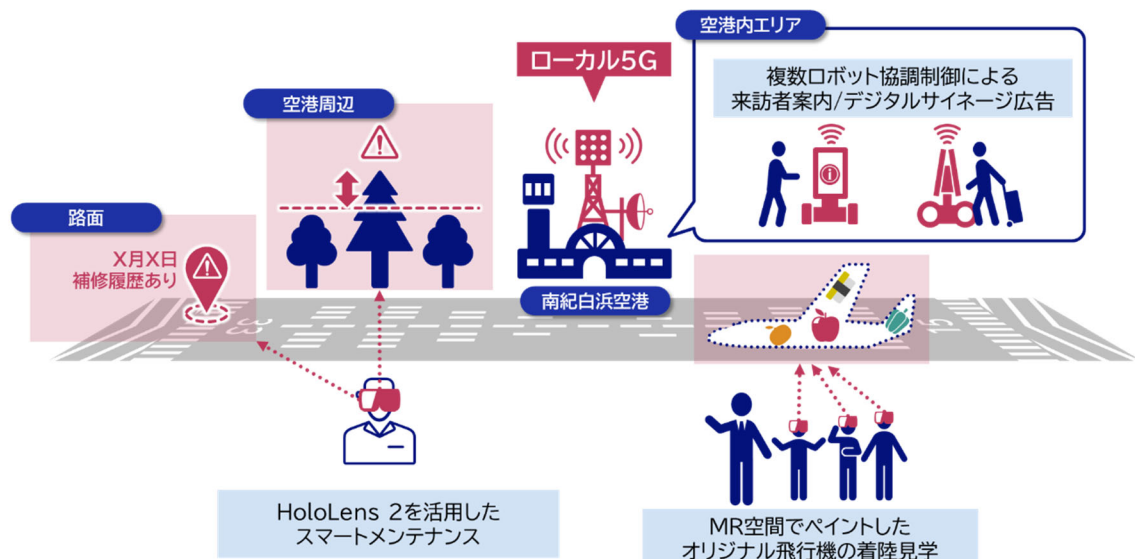 空港内エリア
ローカル5G
複数ロボット協調制御による
来訪者案内/デジタルサイネージ広告
空港周辺
路面
X月X日
補修履歴あり
南紀白浜空港
33
15
HoloLens 2を活用した
スマートメンテナンス
MR空間でペイントした
オリジナル飛行機の着陸見学